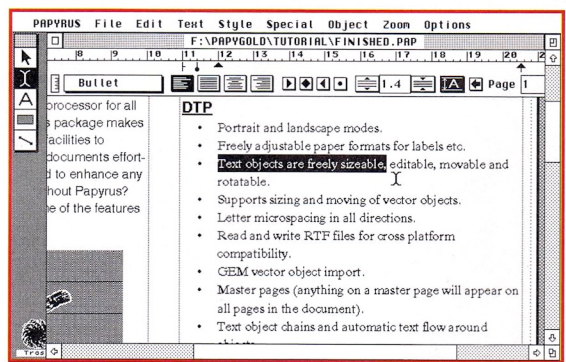 PAPYRUS File Edit Text Style Special Object Zoom Options
F:\PAPYGOLD\TUTORIAL\FINISHED.PAP
8 9 10 11 12 13 14 15 16 17 18 19 20 2
Bullet 1.4 A Page 1
A
processor for all
s package makes
facilities to
documents effort-
d to enhance any
hout Papyrus?
e of the features
DTP
• Portrait and landscape modes.
• Freely adjustable paper formats for labels etc.
• Text objects are freely sizeable, editable, movable and
rotatable.
• Supports sizing and moving of vector objects.
• Letter microspacing in all directions.
• Read and write RTF files for cross platform
compatibility.
• GEM vector object import.
• Master pages (anything on a master page will appear on
all pages in the document).
• Text object chains and automatic text flow around
Tras